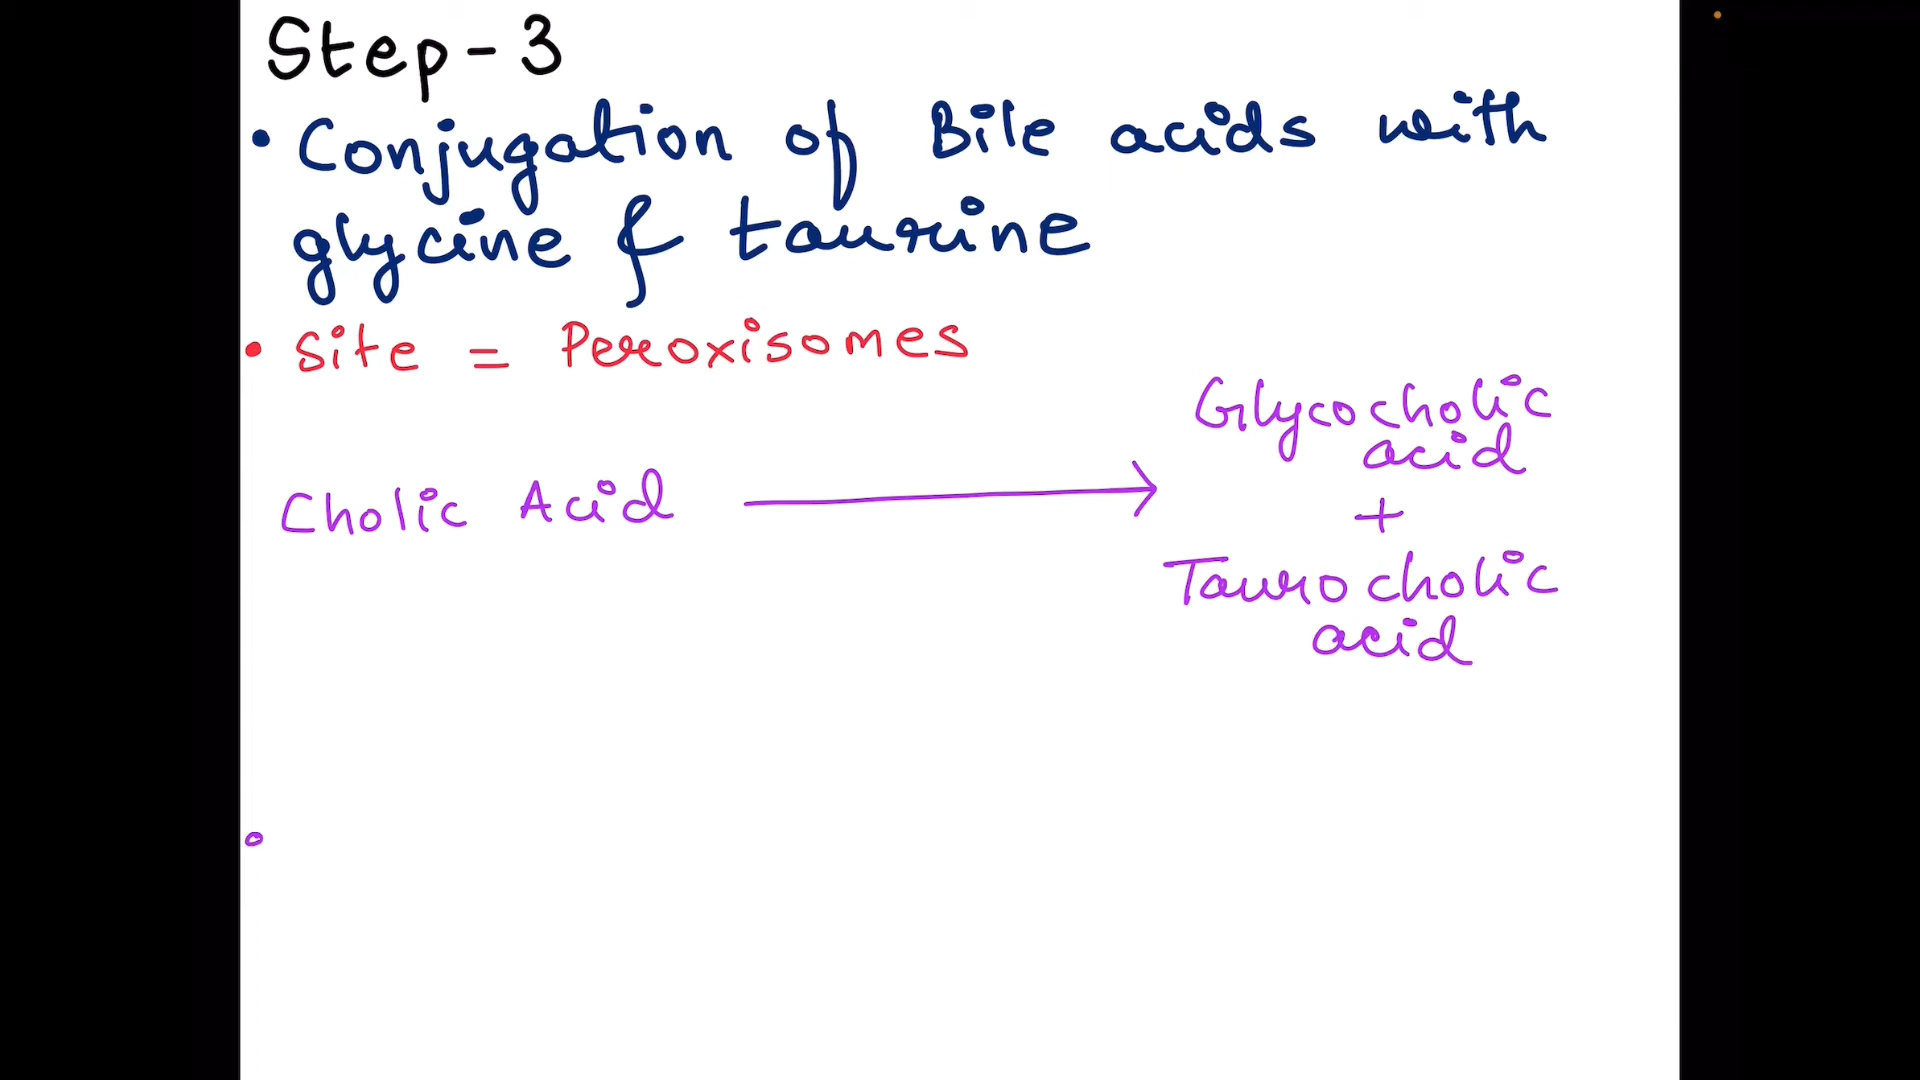 Step-3
• Conjugation of Bile acids with
glycine & taurine
• Site = Peroxisomes
Glycocholic
acid
Cholic Acid →
+
Taurocholic
acid
•